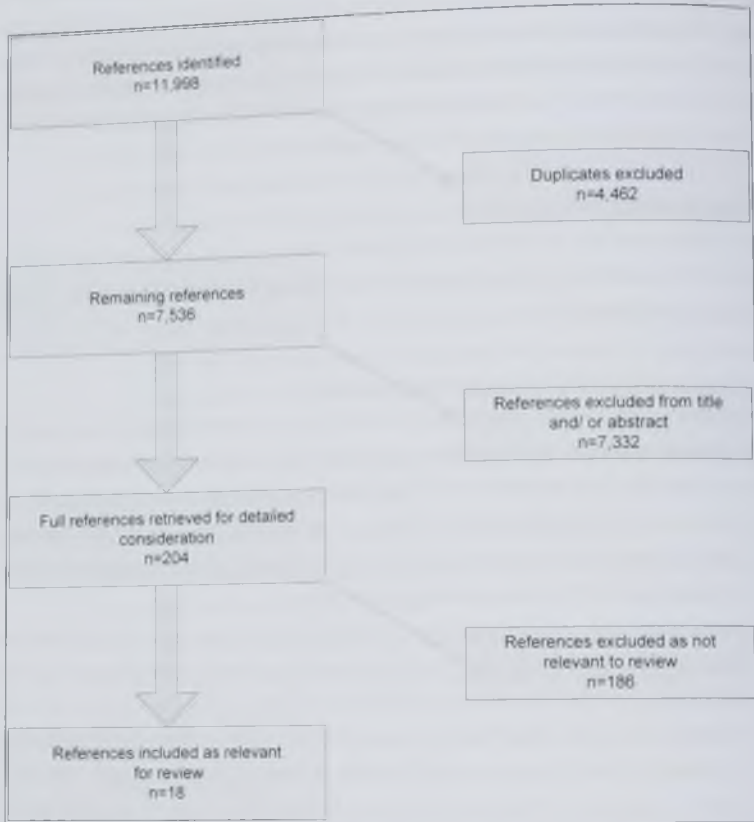 References identified
n=11,998
Duplicates excluded
n=4,462
Remaining references
n=7,536
References excluded from title
and/ or abstract
n=7,332
Full references retrieved for detailed
consideration
n=204
References excluded as not
relevant to review
n=186
References included as relevant
for review
n=18